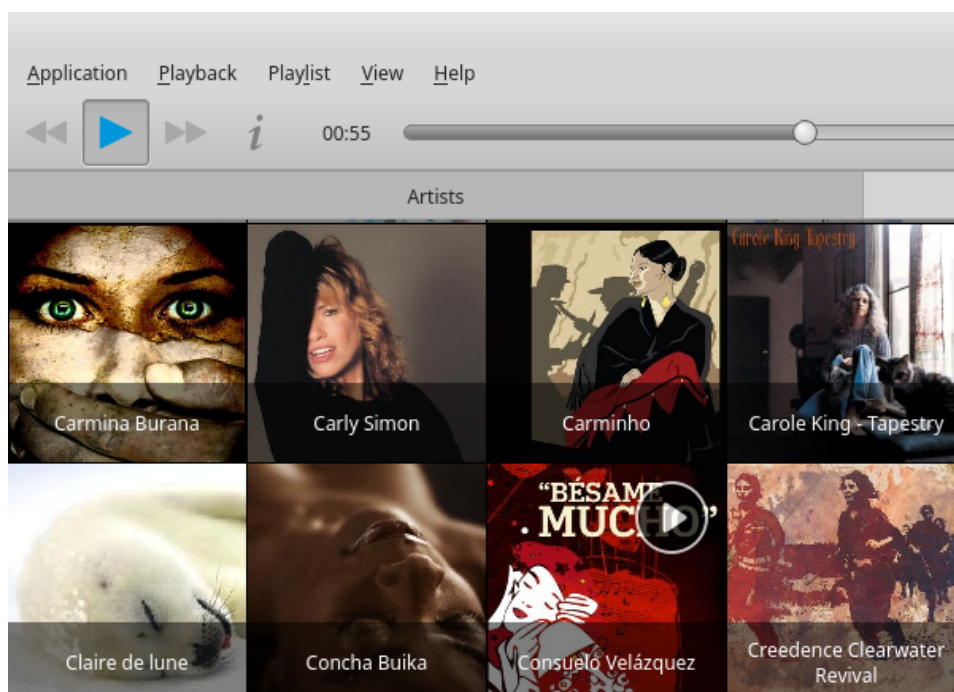 Application Playback Playlist View Help
i 00:55
Artists
Carole King Tapestry
Carmina Burana Carly Simon Carminho Carole King - Tapestry
"BÉSAME
MUCHO"
Claire de lune Concha Buika Consuelo Velázquez Creedence Clearwater
Revival